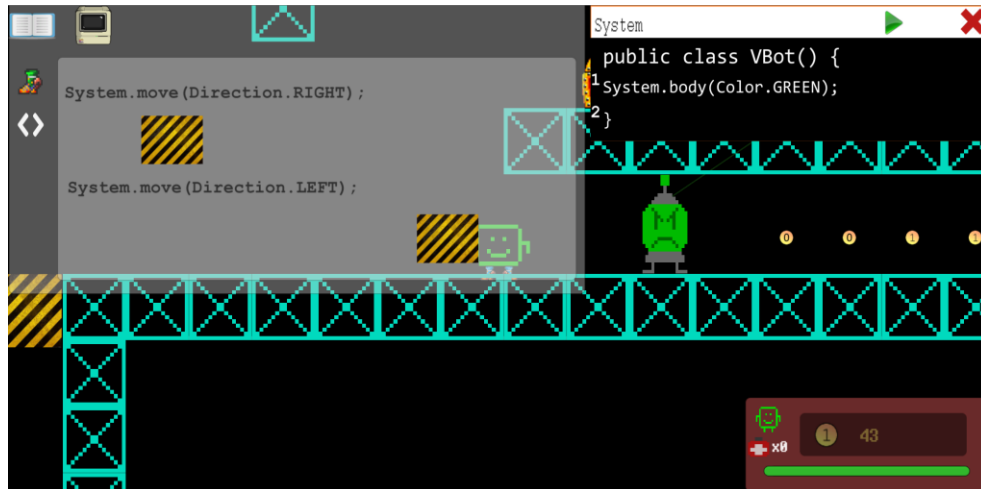 System
public class VBot() {
1 System.body(Color.GREEN);
2 }
System.move(Direction.RIGHT);
System.move(Direction.LEFT);
M
0 0 1 1
x0
1 43